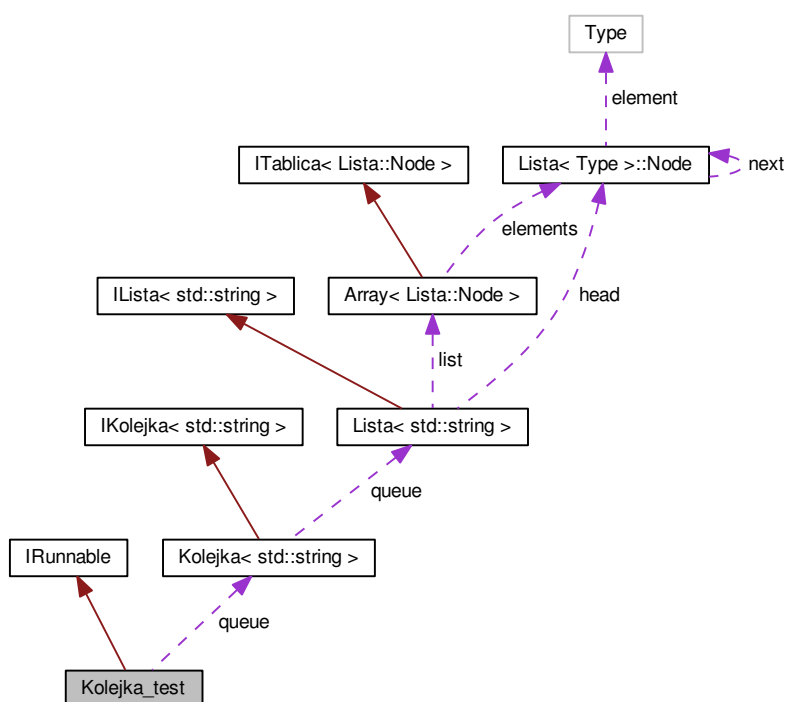 Type
element
ITablica< Lista::Node >
Lista< Type >::Node
next
elements
IList​a< std::string >
Array< Lista::Node >
head
list
IKolejka< std::string >
Lista< std::string >
queue
IRunnable
Kolejka< std::string >
queue
Kolejka_test